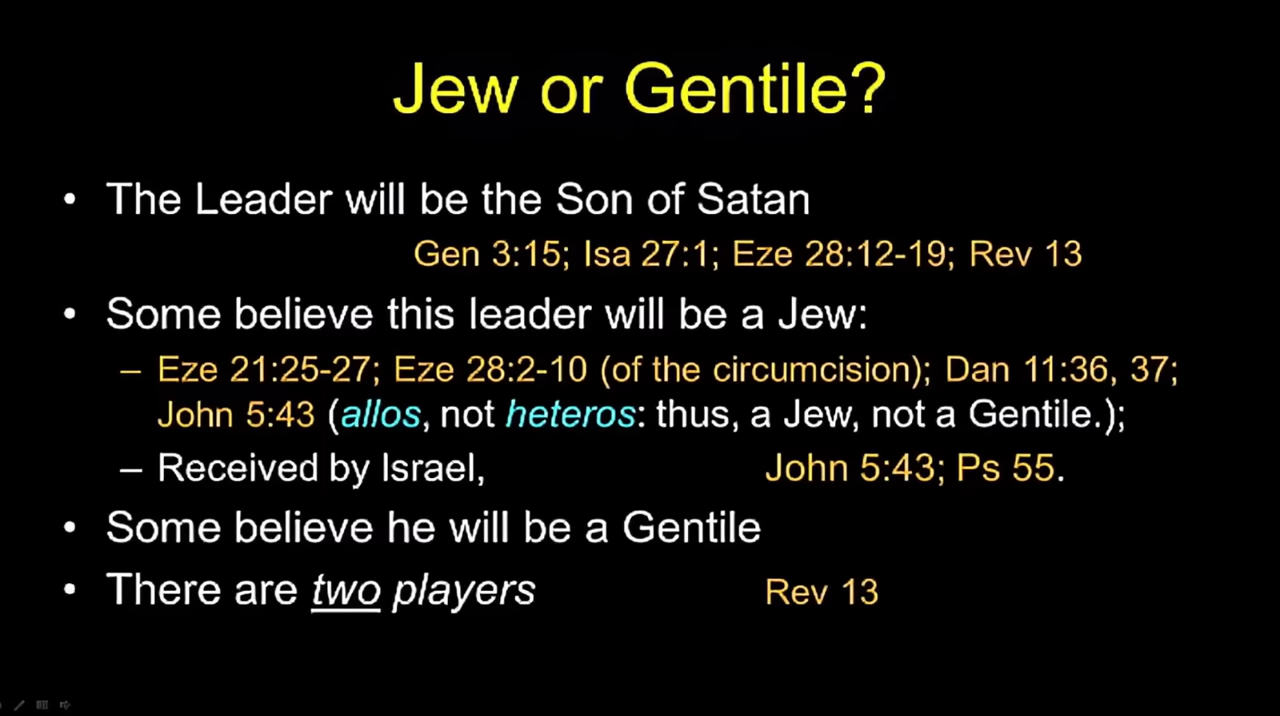 Jew or Gentile?
• The Leader will be the Son of Satan
Gen 3:15; Isa 27:1; Eze 28:12-19; Rev 13
• Some believe this leader will be a Jew:
– Eze 21:25-27; Eze 28:2-10 (of the circumcision); Dan 11:36, 37;
John 5:43 (allos, not heteros: thus, a Jew, not a Gentile.);
– Received by Israel, John 5:43; Ps 55.
• Some believe he will be a Gentile
• There are two players Rev 13